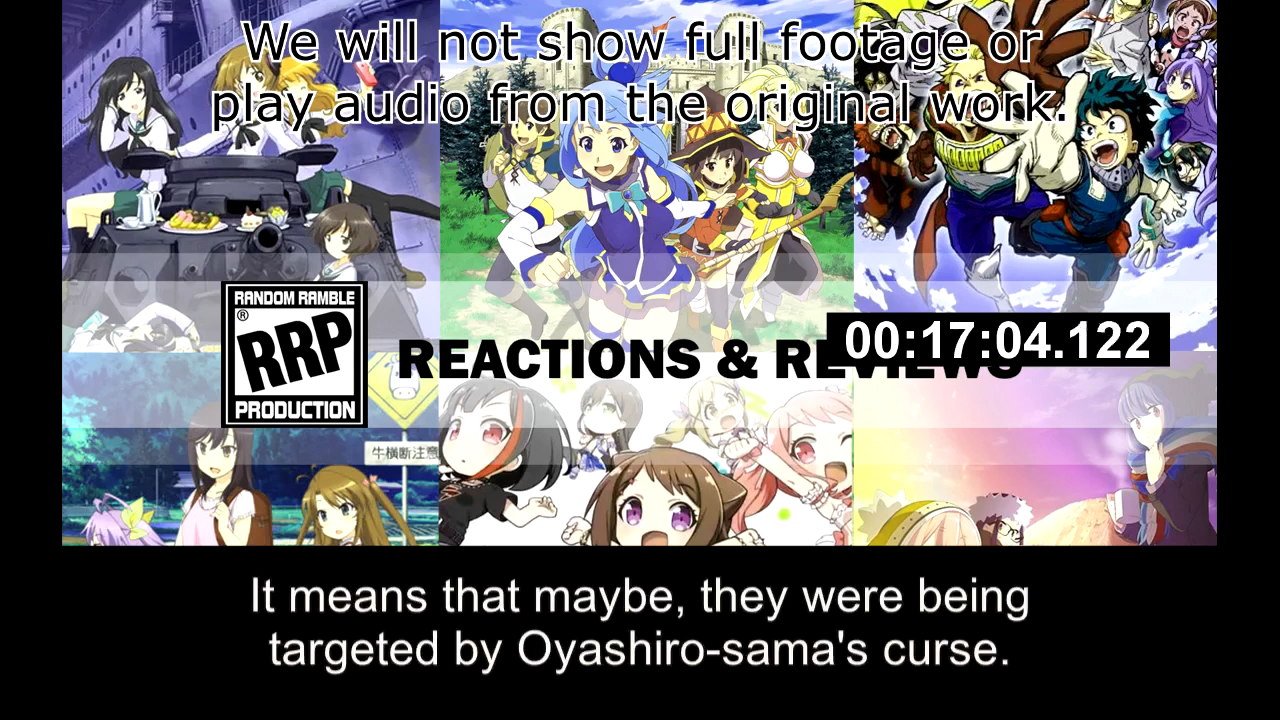 We will not show full footage or
play audio from the original work.
RANDOM RAMBLE
®
RRP
PRODUCTION
REACTIONS & REVIEWS
00:17:04.122
牛横断注意
It means that maybe, they were being
targeted by Oyashiro-sama's curse.